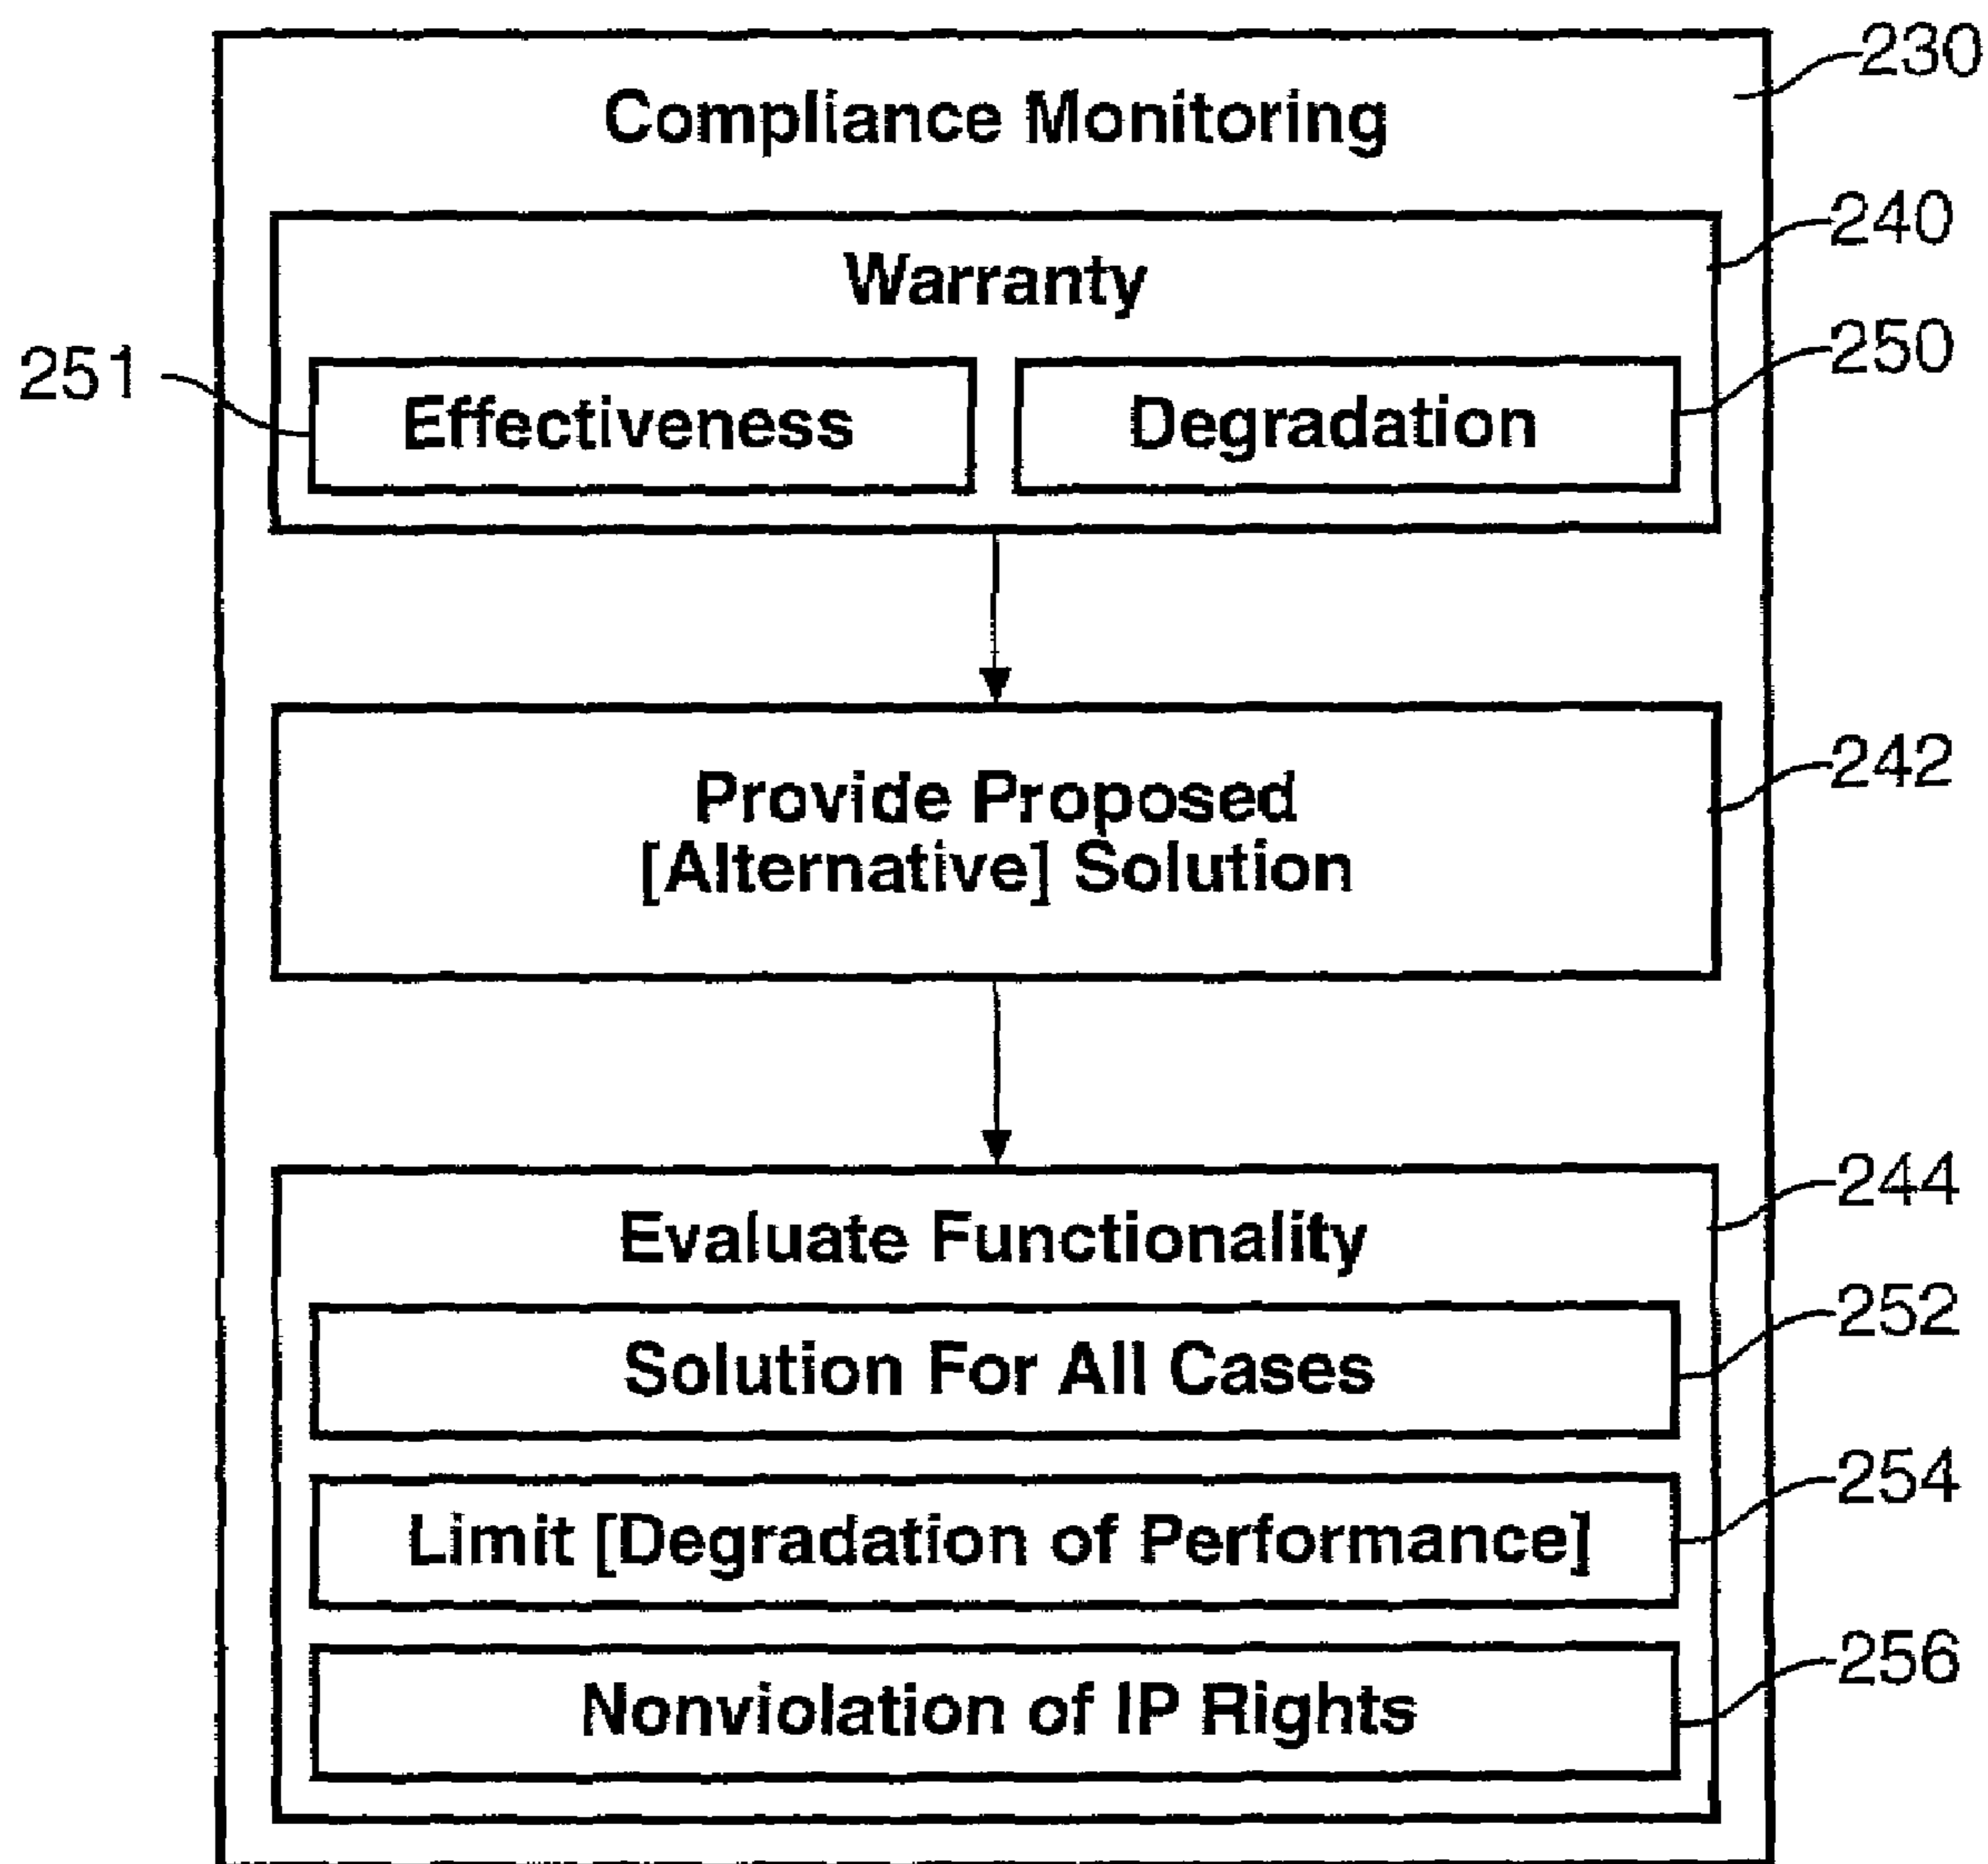 230
Compliance Monitoring
240
Warranty
250
251
Effectiveness
Degradation
242
Provide Proposed
[Alternative] Solution
244
Evaluate Functionality
252
Solution For All Cases
254
Limit [Degradation of Performance]
256
Nonviolation of IP Rights